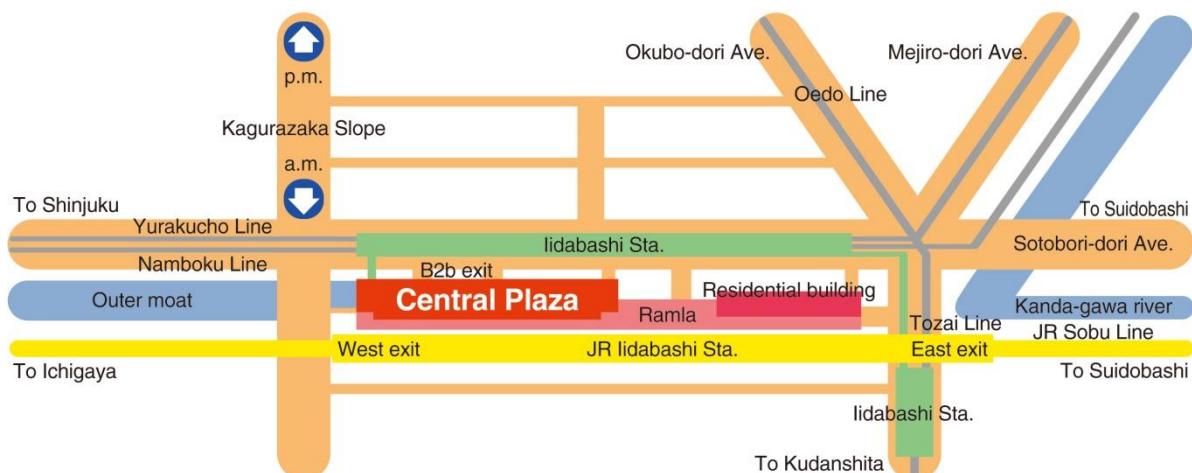 Okubo-dori Ave.
Mejiro-dori Ave.
p.m.
Oedo Line
Kagurazaka Slope
a.m.
To Shinjuku
To Suidobashi
Yurakucho Line
Iidabashi Sta.
Sotobori-dori Ave.
Namboku Line
B2b exit
Residential building
Outer moat
Central Plaza
Kanda-gawa river
Ramla
Tozai Line
JR Sobu Line
West exit
JR Iidabashi Sta.
East exit
To Ichigaya
To Suidobashi
Iidabashi Sta.
To Kudanshita